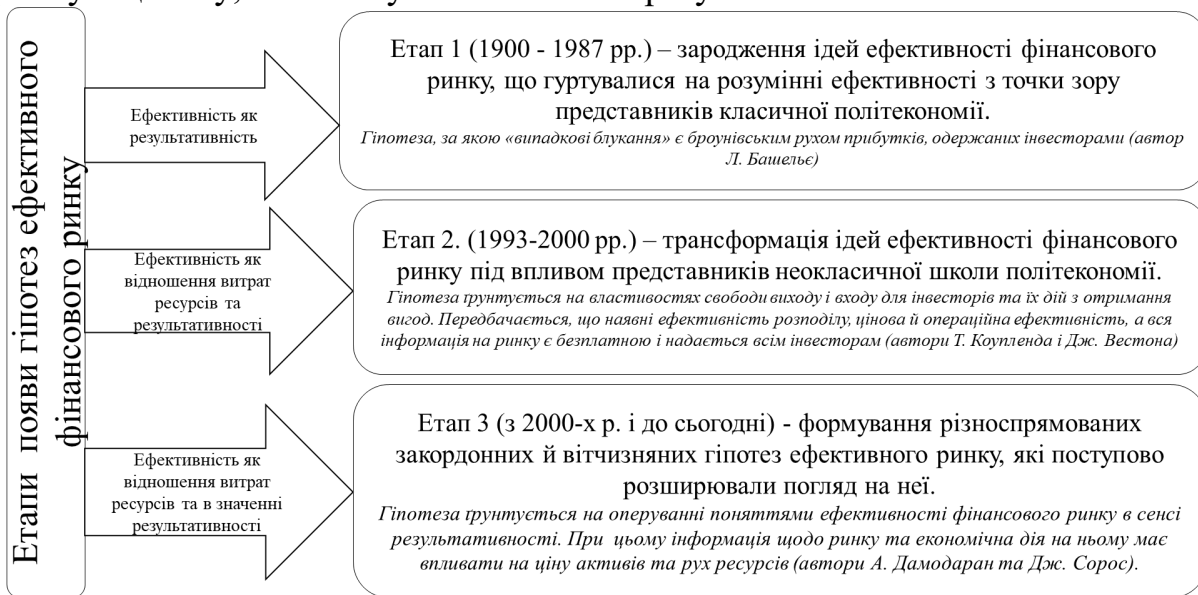 Етапи появи гіпотез ефективного
фінансового ринку
Ефективність як
результативність
Етап 1 (1900 - 1987 рр.) – зародження ідей ефективності фінансового
ринку, що гуртувалися на розумінні ефективності з точки зору
представників класичної політекономії.
Гіпотеза, за якою «випадкові блукання» є броунівським рухом прибутків, одержаних інвесторами (автор
Л. Башельє)
Ефективність як
відношення витрат
ресурсів та
результативності
Етап 2. (1993-2000 рр.) – трансформація ідей ефективності фінансового
ринку під впливом представників неокласичної школи політекономії.
Гіпотеза ґрунтується на властивостях свободи виходу і входу для інвесторів та їх дій з отримання
вигод. Передбачається, що наявні ефективність розподілу, цінова й операційна ефективність, а вся
інформація на ринку є безплатною і надається всім інвесторам (автори Т. Коупленда і Дж. Вестона)
Ефективність як
відношення витрат
ресурсів та в значенні
результативності
Етап 3 (з 2000-х р. і до сьогодні) - формування різноспрямованих
закордонних й вітчизняних гіпотез ефективного ринку, які поступово
розширювали погляд на неї.
Гіпотеза ґрунтується на оперуванні поняттями ефективності фінансового ринку в сенсі
результативності. При цьому інформація щодо ринку та економічна дія на ньому має
впливати на ціну активів та рух ресурсів (автори А. Дамодаран та Дж. Сорос).